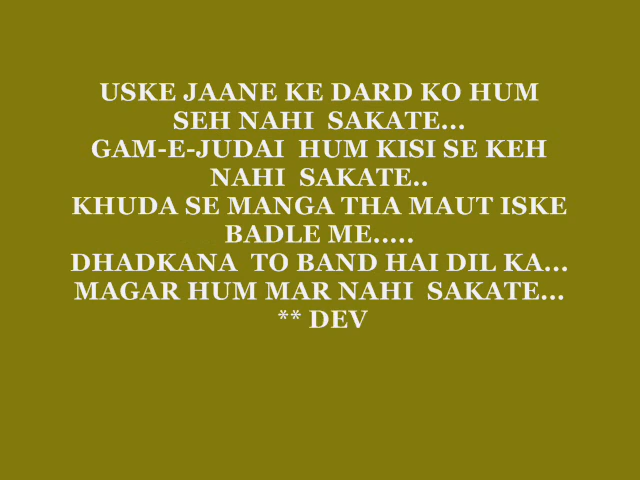 USKE JAANE KE DARD KO HUM
SEH NAHI  SAKATE...
GAM-E-JUDAI  HUM KISI SE KEH
NAHI  SAKATE..
KHUDA SE MANGA THA MAUT ISKE
BADLE ME.....
DHADKANA  TO BAND HAI DIL KA...
MAGAR HUM MAR NAHI  SAKATE...
** DEV